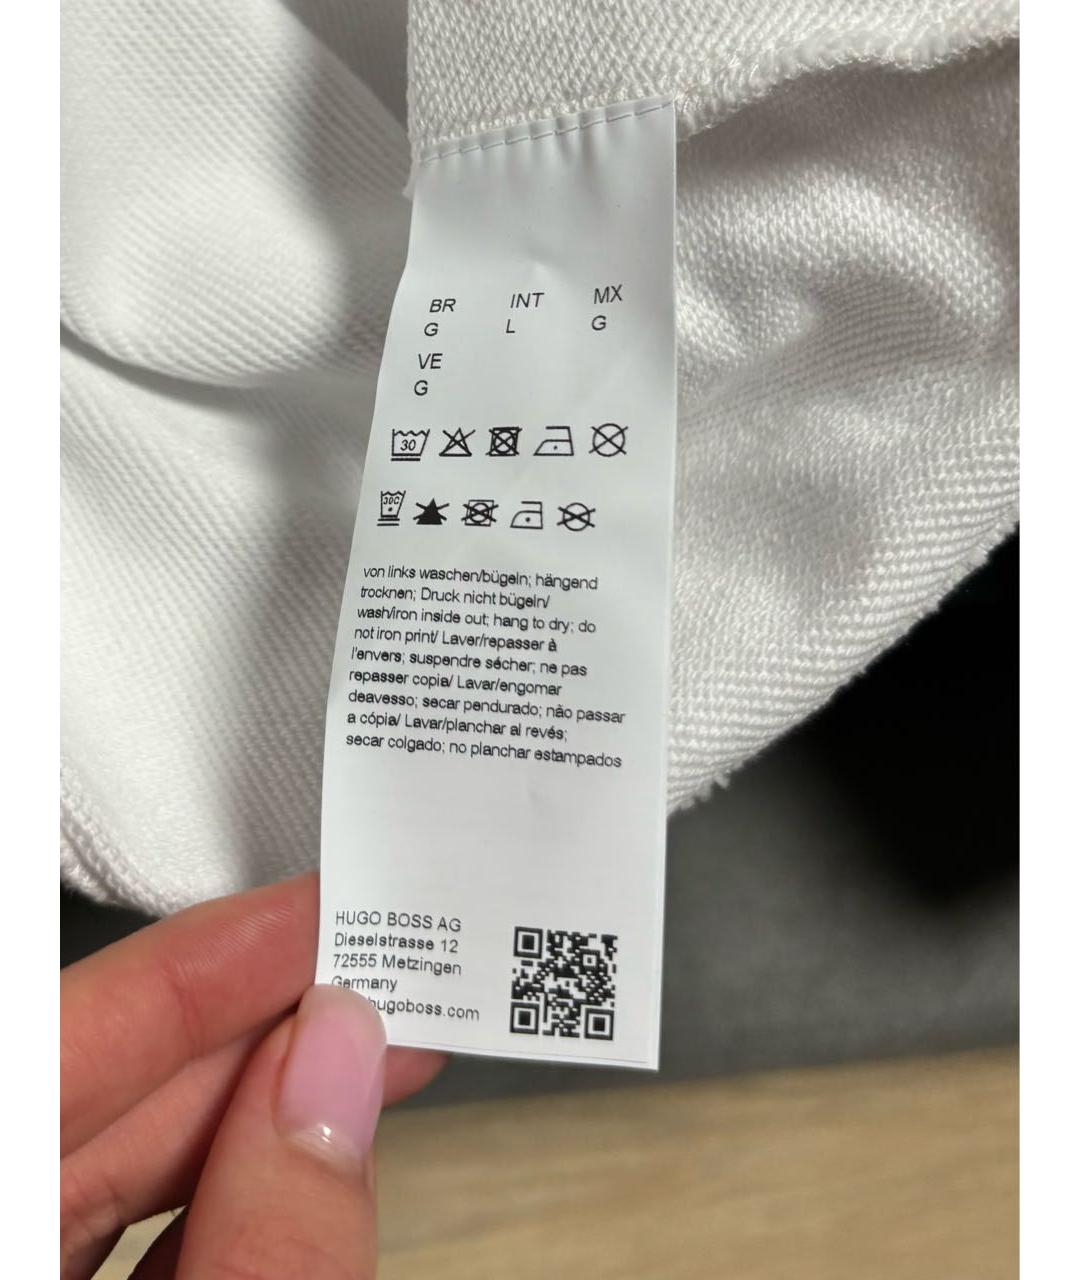 BR INT MX
G L G
VE
G
30
30C
von links waschen/bügeln; hängend
trocknen; Druck nicht bügeln/
wash/iron inside out; hang to dry; do
not iron print/ Laver/repasser à
l'envers; suspendre sécher; ne pas
repasser copia/ Lavar/engomar
deavesso; secar pendurado; não passar
a cópia/ Lavar/planchar al revés;
secar colgado; no planchar estampados
HUGO BOSS AG
Dieselstrasse 12
72555 Metzingen
Germany
hugoboss.com